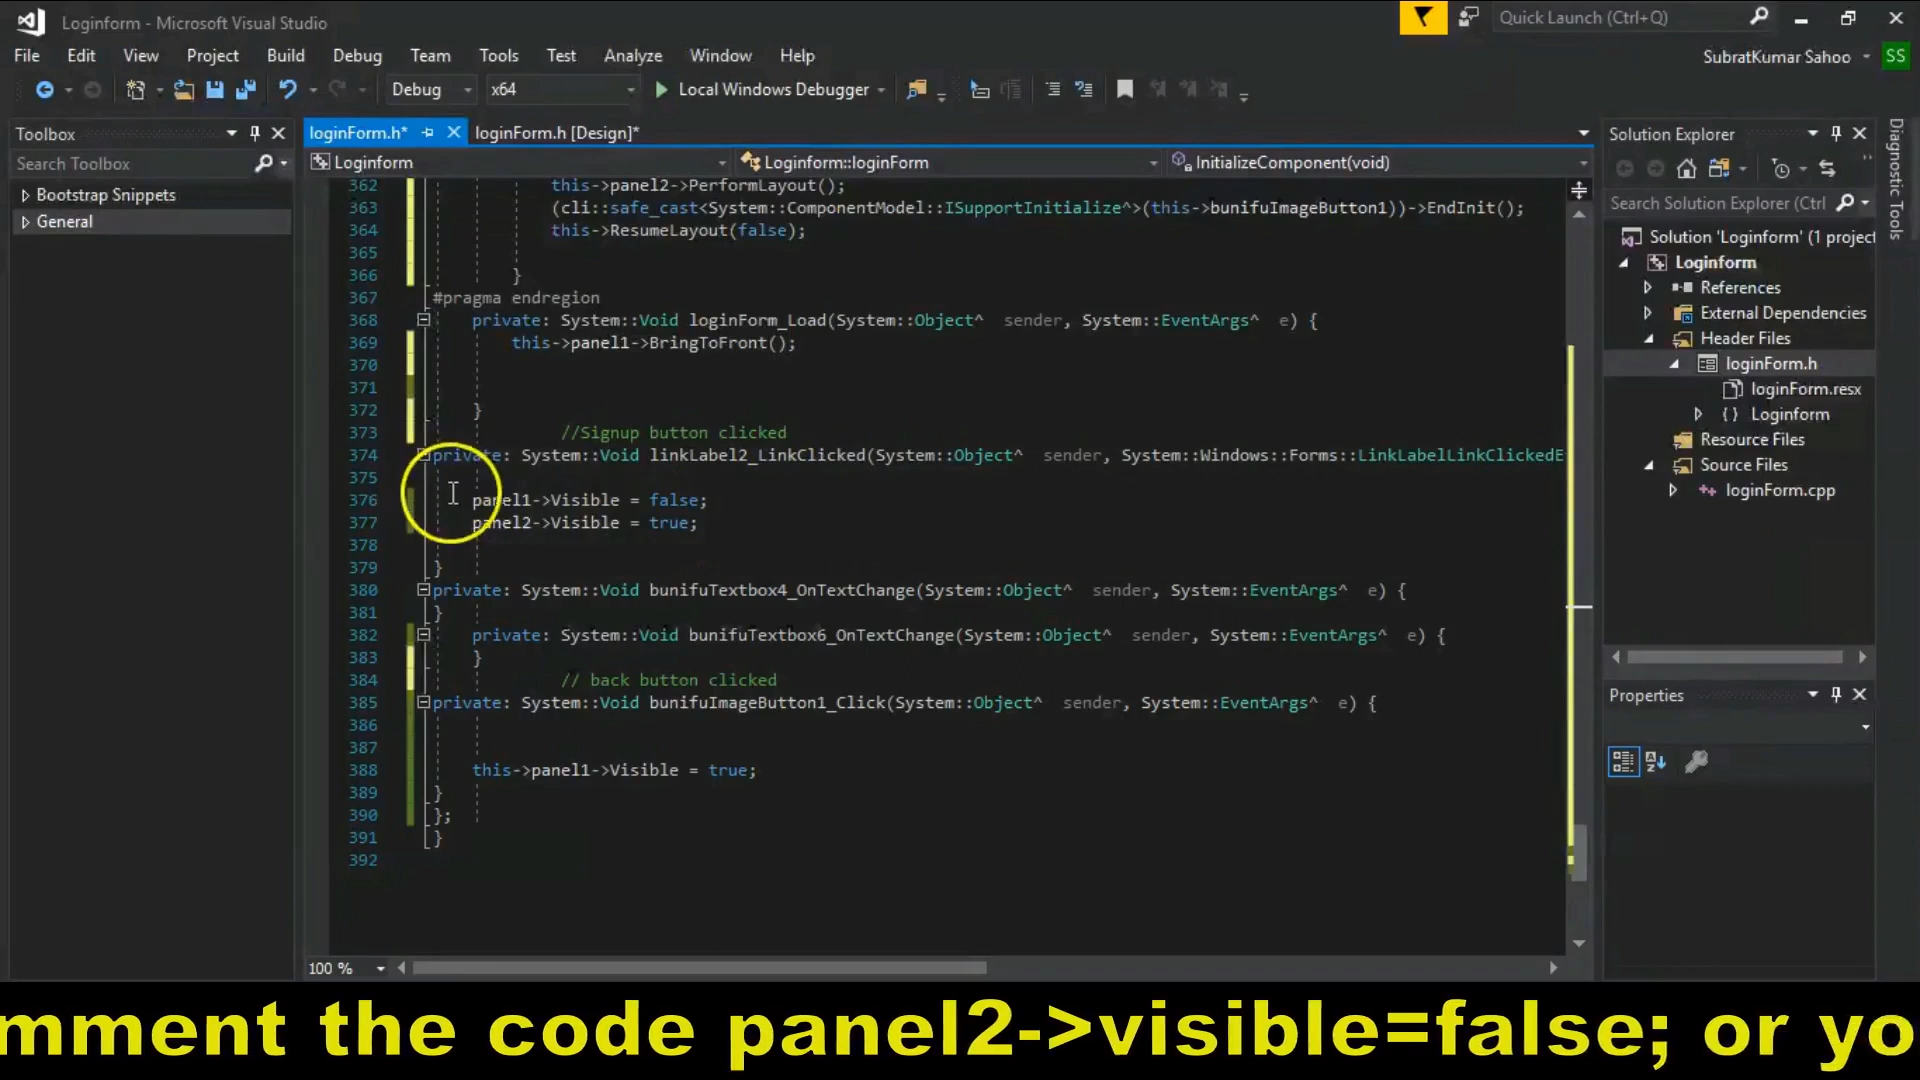 Loginform - Microsoft Visual Studio
Quick Launch (Ctrl+Q)
File Edit View Project Build Debug Team Tools Test Analyze Window Help
SubratKumar Sahoo SS
Debug x64 Local Windows Debugger
Toolbox
Search Toolbox
Bootstrap Snippets
General
loginForm.h* loginForm.h [Design]*
Loginform Loginform::loginForm InitializeComponent(void)
362 this->panel2->PerformLayout();
363 (cli::safe_cast<System::ComponentModel::ISupportInitialize^>(this->bunifuImageButton1))->EndInit();
364 this->ResumeLayout(false);
365
366 }
367 #pragma endregion
368 private: System::Void loginForm_Load(System::Object^ sender, System::EventArgs^ e) {
369 this->panel1->BringToFront();
370
371
372 }
373 //Signup button clicked
374 private: System::Void linkLabel2_LinkClicked(System::Object^ sender, System::Windows::Forms::LinkLabelLinkClickedE
375
376 panel1->Visible = false;
377 panel2->Visible = true;
378
379 }
380 private: System::Void bunifuTextbox4_OnTextChange(System::Object^ sender, System::EventArgs^ e) {
381 }
382 private: System::Void bunifuTextbox6_OnTextChange(System::Object^ sender, System::EventArgs^ e) {
383 }
384 // back button clicked
385 private: System::Void bunifuImageButton1_Click(System::Object^ sender, System::EventArgs^ e) {
386
387
388 this->panel1->Visible = true;
389 }
390 };
391 }
392
100 %
Solution Explorer
Search Solution Explorer (Ctrl
Solution 'Loginform' (1 project
Loginform
References
External Dependencies
Header Files
loginForm.h
loginForm.resx
{ } Loginform
Resource Files
Source Files
loginForm.cpp
Properties
Diagnostic Tools
mment the code panel2->visible=false; or yo